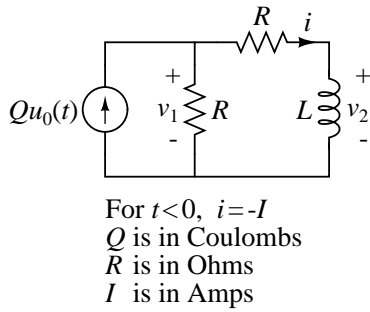 R i
+ +
Qu₀(t) v₁ R L v₂
- -
For t<0, i=-I
Q is in Coulombs
R is in Ohms
I is in Amps